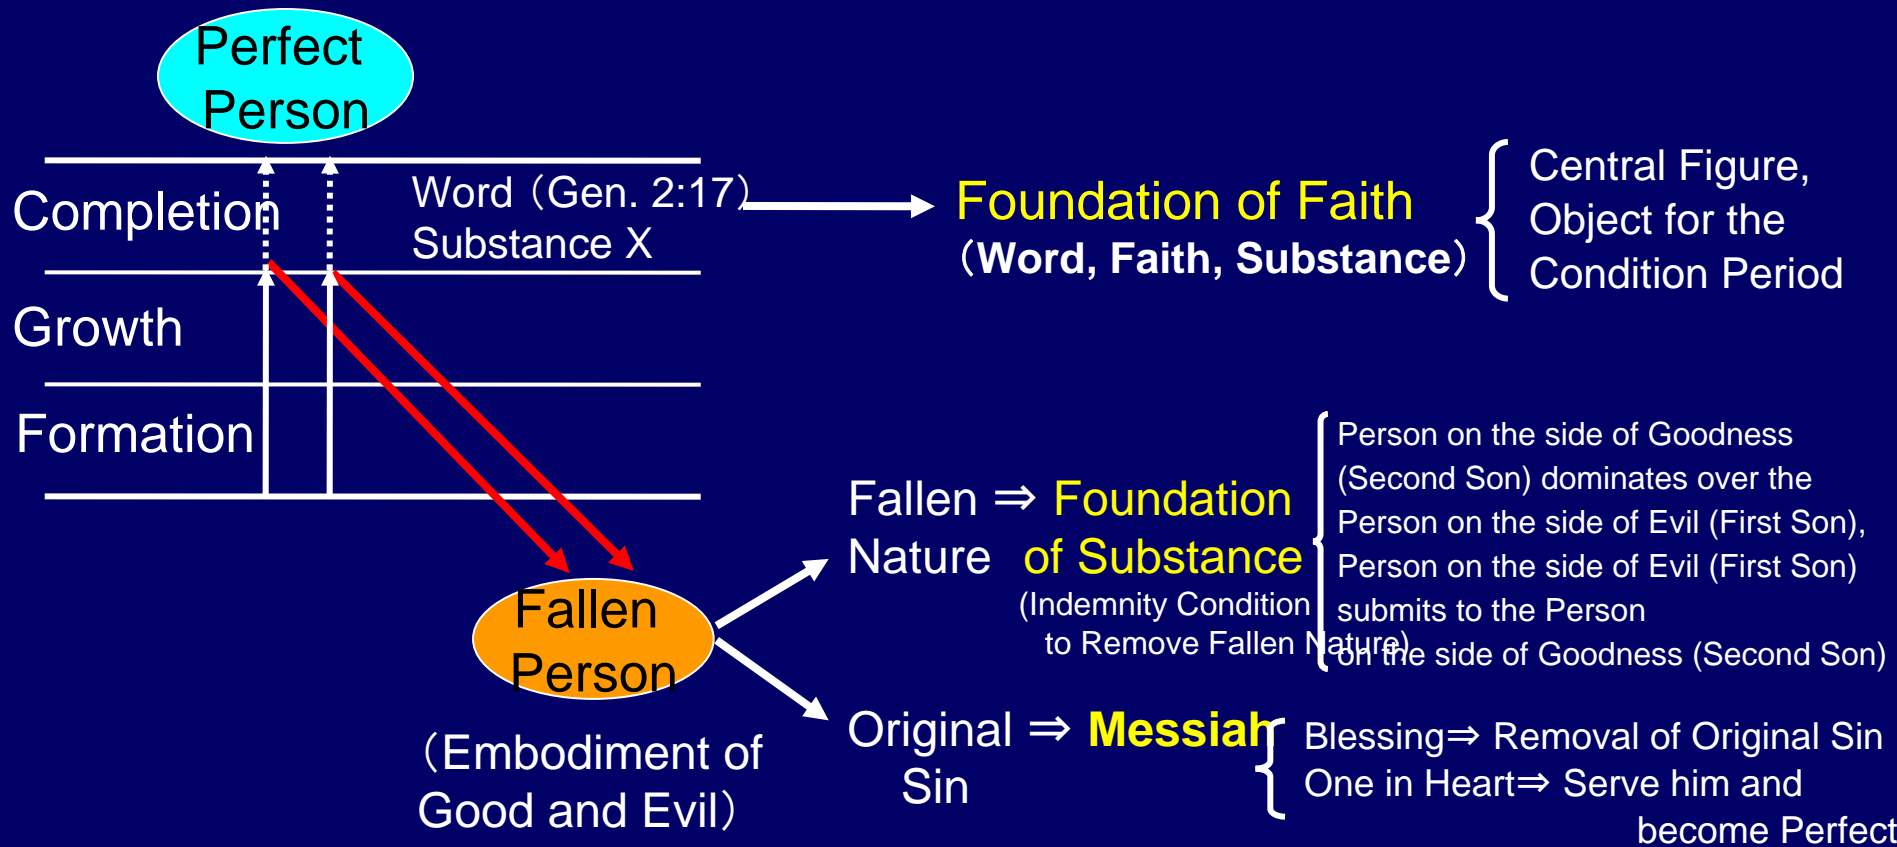 Perfect
Person
Completion
Word（Gen. 2:17）
Substance X
Growth
Formation
Foundation of Faith
（Word, Faith, Substance）
Central Figure,
Object for the
Condition Period
Fallen
Person
（Embodiment of
Good and Evil）
Fallen ⇒ Foundation
Nature of Substance
(Indemnity Condition
to Remove Fallen Nature)
Person on the side of Goodness
(Second Son) dominates over the
Person on the side of Evil (First Son),
Person on the side of Evil (First Son)
submits to the Person
on the side of Goodness (Second Son)
Original ⇒ Messiah
Sin
Blessing⇒ Removal of Original Sin
One in Heart⇒ Serve him and
become Perfect